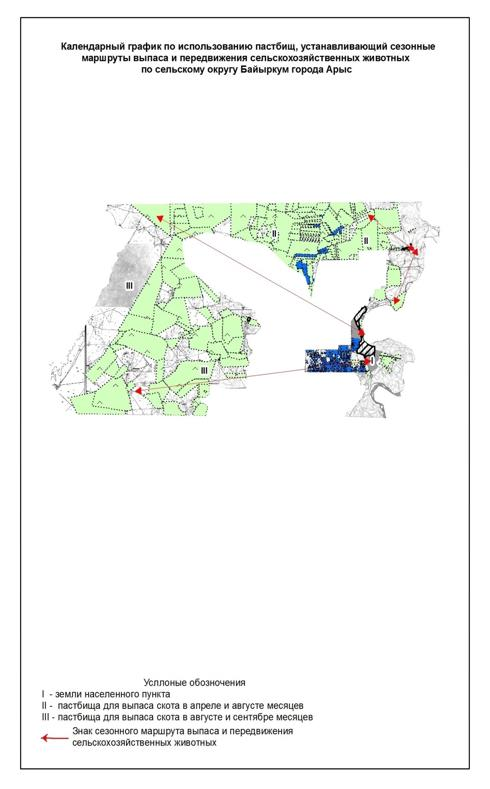 Календарный график по использованию пастбищ, устанавливающий сезонные
маршруты выпаса и передвижения сельскохозяйственных животных
по сельскому округу Байыркум города Арыс
II
II
III
III
I
Усллоные обозначения
I - земли населенного пункта
II - пастбища для выпаса скота в апреле и августе месяцев
III - пастбища для выпаса скота в августе и сентябре месяцев
Знак сезонного маршрута выпаса и передвижения
сельскохозяйственных животных